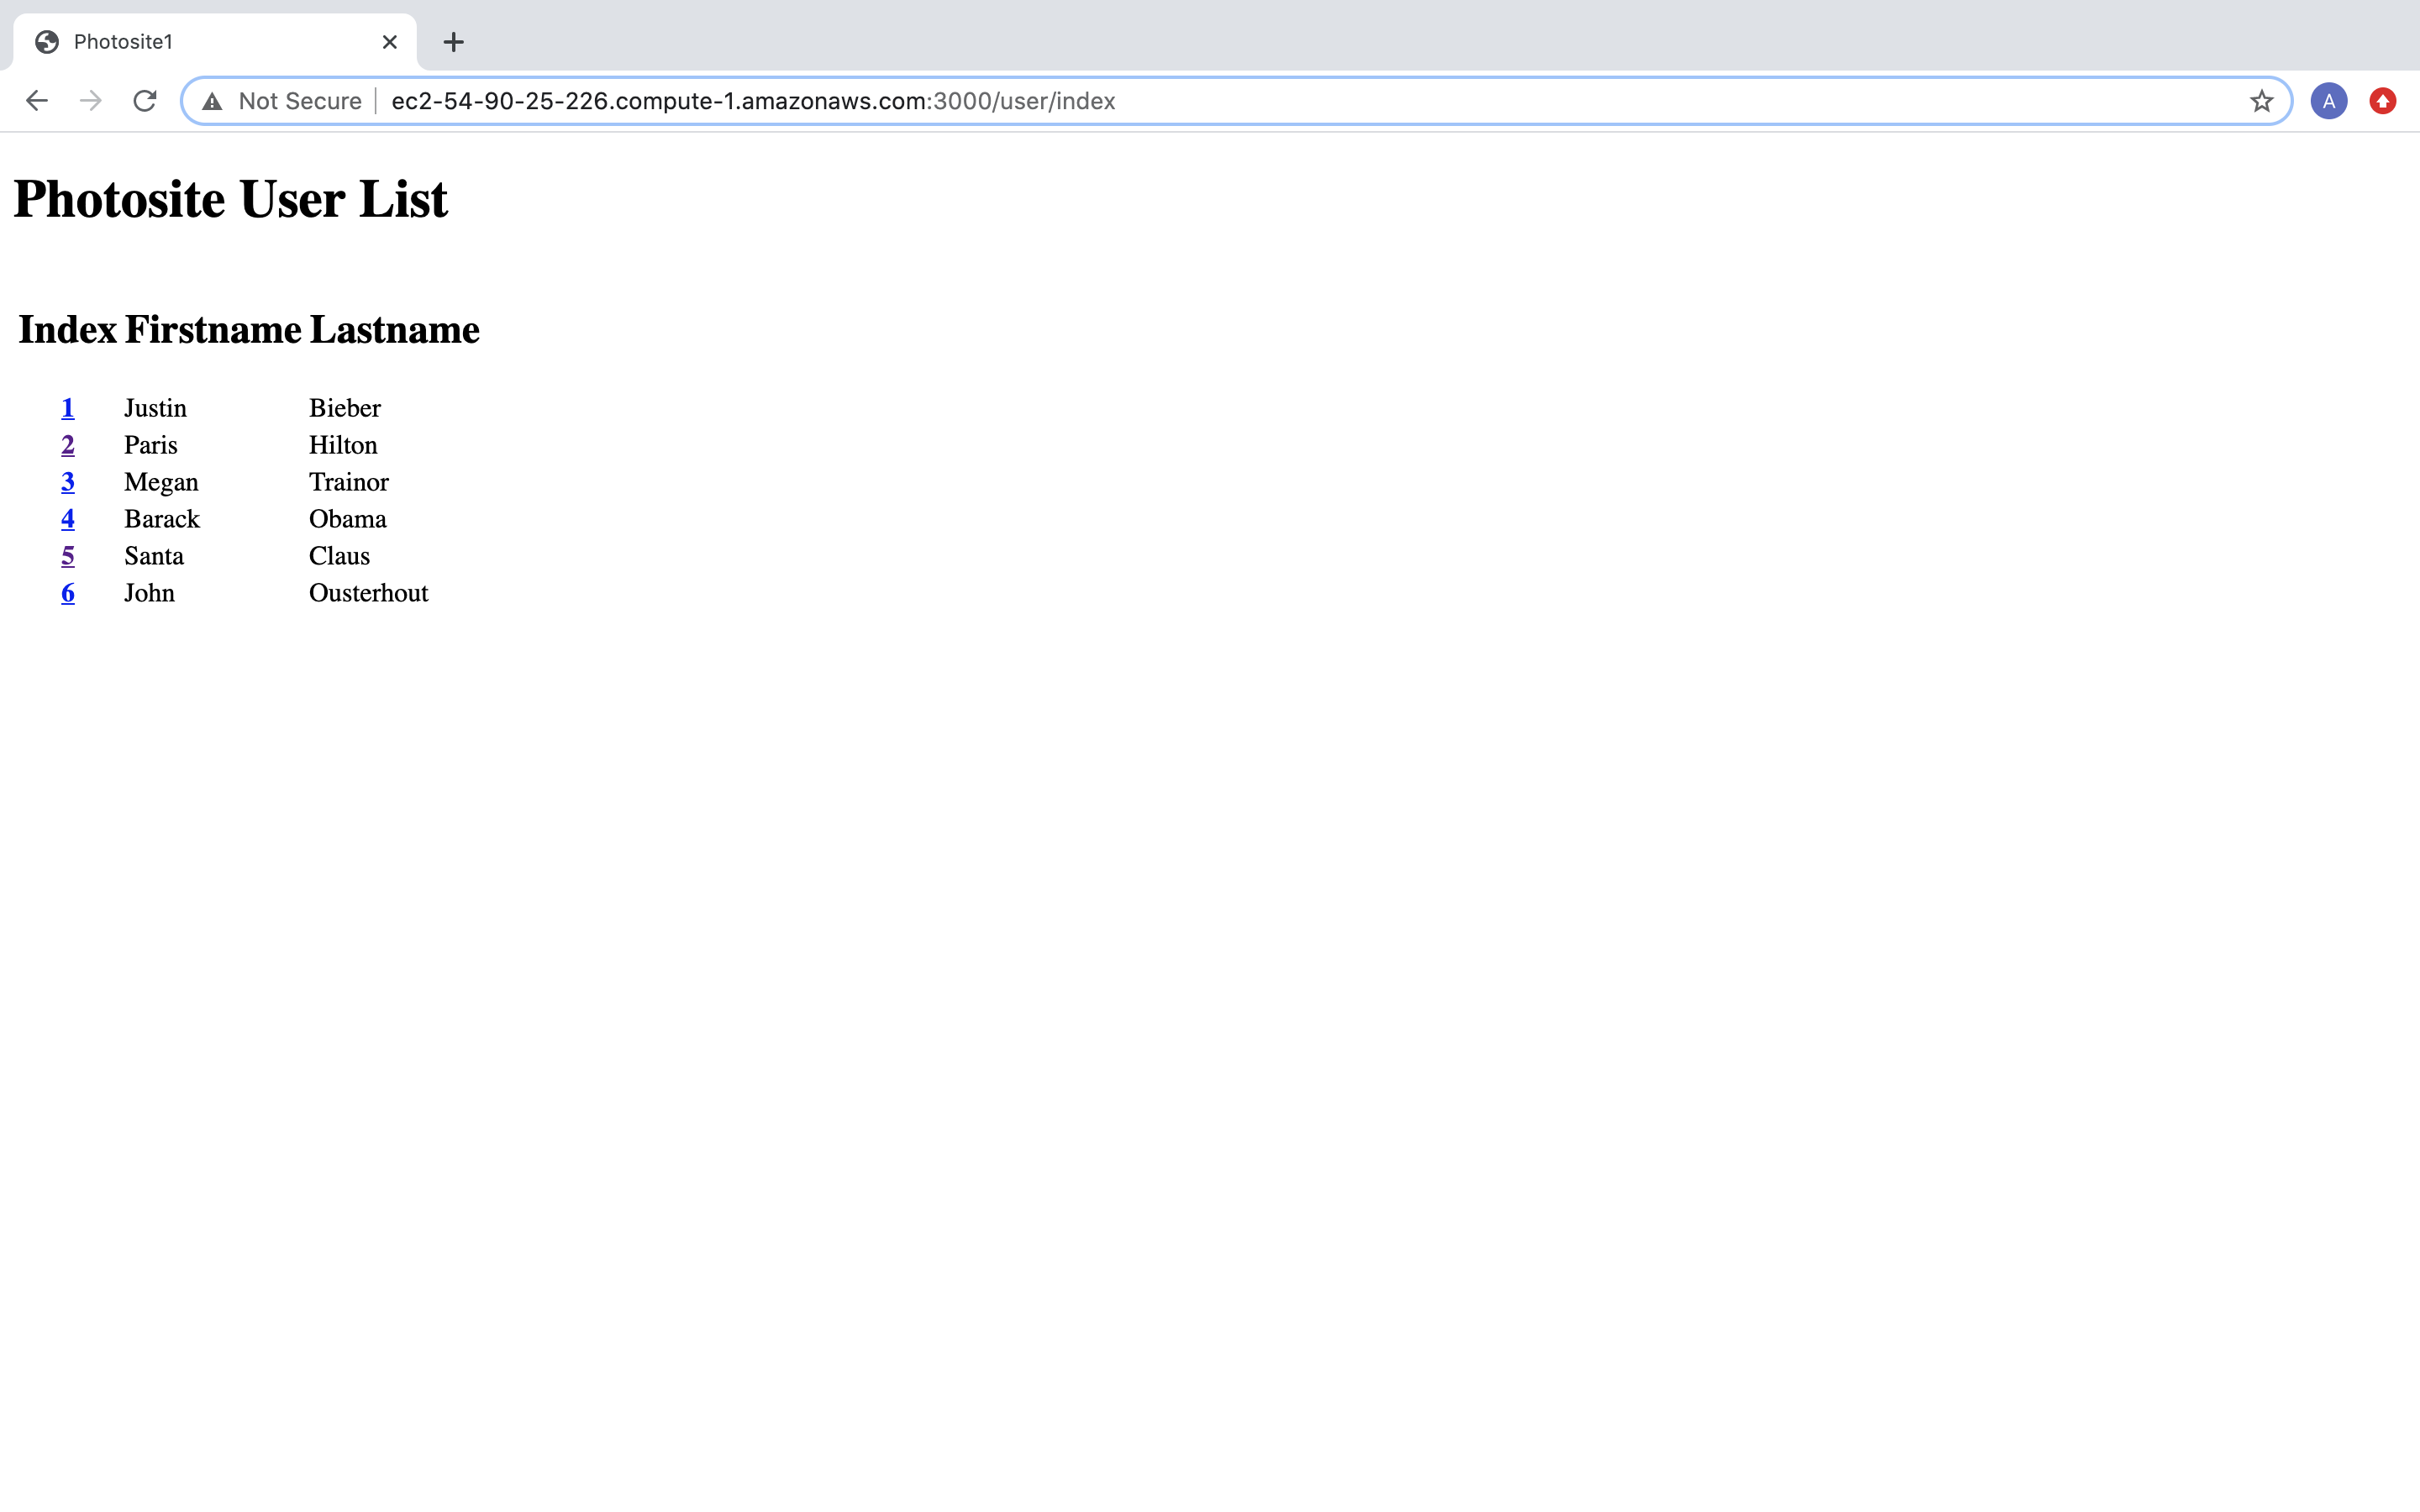 Photosite1
Not Secure ec2-54-90-25-226.compute-1.amazonaws.com:3000/user/index
A
Photosite User List
Index Firstname Lastname
1 Justin Bieber
2 Paris Hilton
3 Megan Trainor
4 Barack Obama
5 Santa Claus
6 John Ousterhout